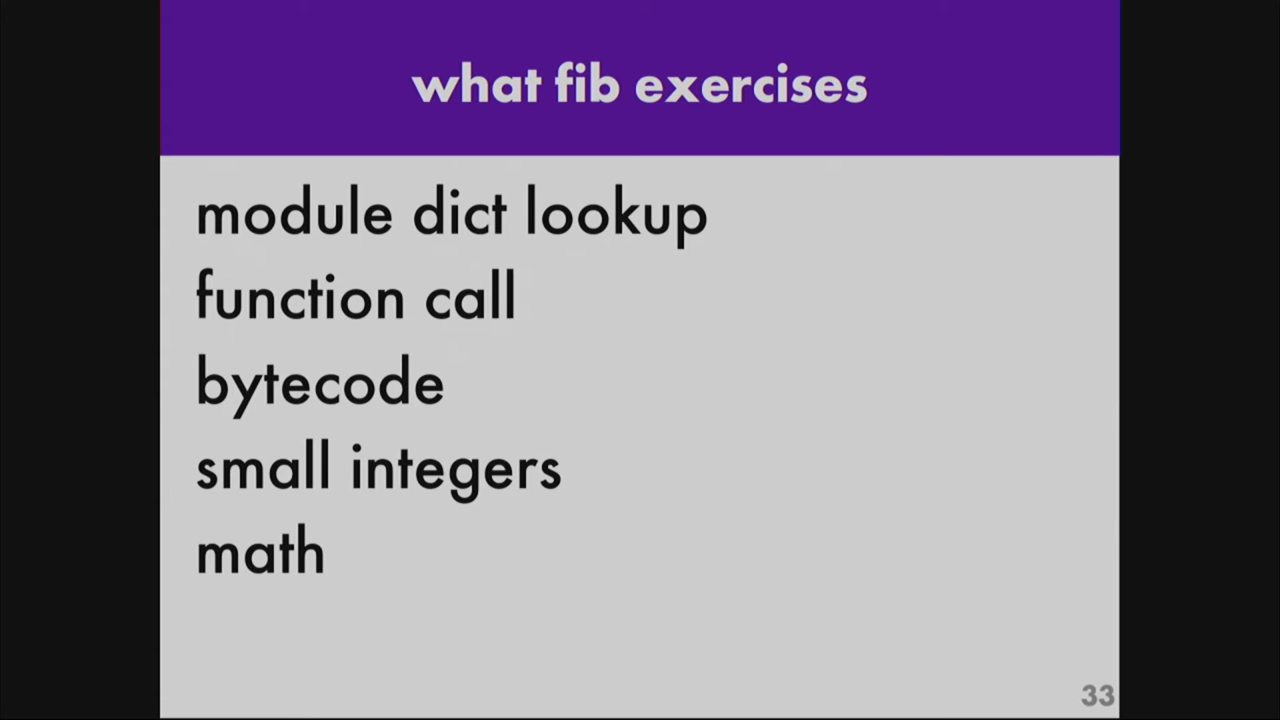 what fib exercises
module dict lookup
function call
bytecode
small integers
math
33